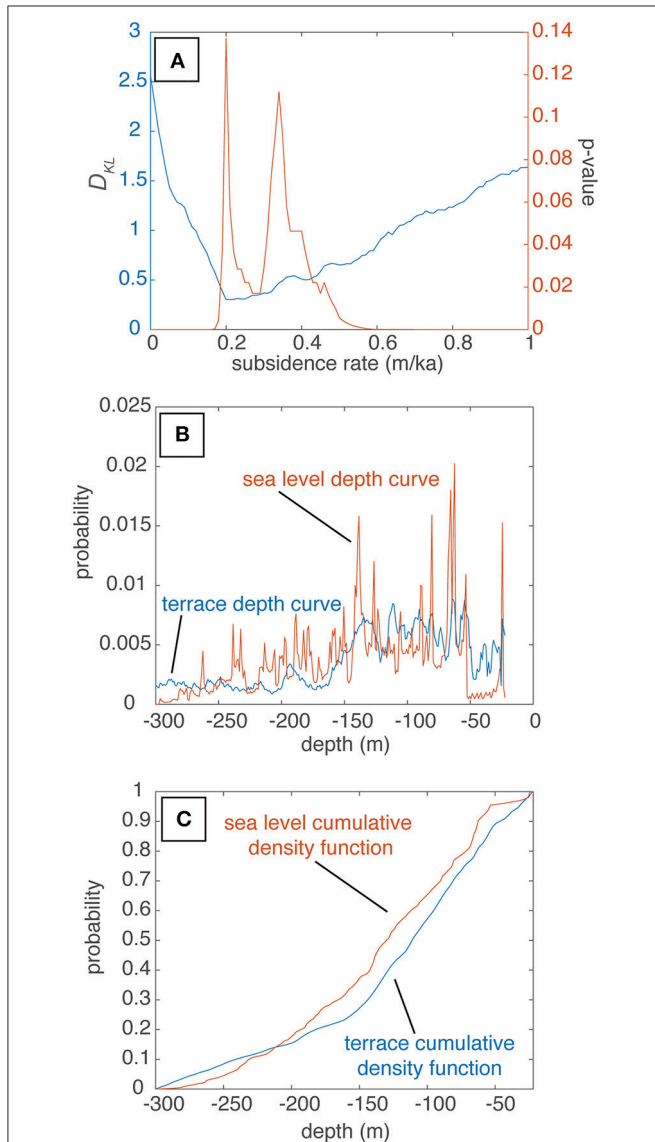 A
3
2.5
2
1.5
1
0.5
0
D_KL
0.14
0.12
0.1
0.08
0.06
0.04
0.02
0
p-value
0 0.2 0.4 0.6 0.8 1
subsidence rate (m/ka)
B
0.025
0.02
0.015
0.01
0.005
0
probability
sea level depth curve
terrace depth curve
-300 -250 -200 -150 -100 -50 0
depth (m)
C
1
0.9
0.8
0.7
0.6
0.5
0.4
0.3
0.2
0.1
0
probability
sea level cumulative
density function
terrace cumulative
density function
-300 -250 -200 -150 -100 -50
depth (m)